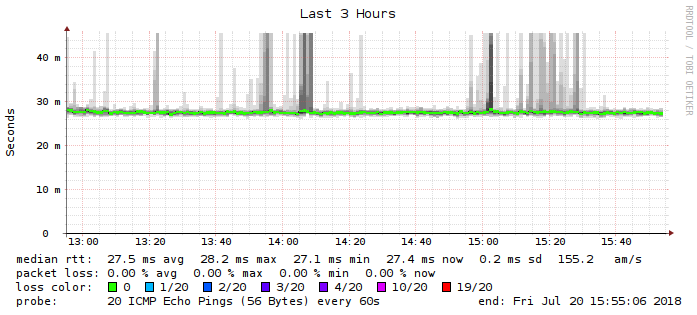 Last 3 Hours
RRDTOOL / TOBI OETIKER
Seconds
40 m
30 m
20 m
10 m
0
13:00 13:20 13:40 14:00 14:20 14:40 15:00 15:20 15:40
median rtt: 27.5 ms avg 28.2 ms max 27.1 ms min 27.4 ms now 0.2 ms sd 155.2 am/s
packet loss: 0.00 % avg 0.00 % max 0.00 % min 0.00 % now
loss color: 0 1/20 2/20 3/20 4/20 10/20 19/20
probe: 20 ICMP Echo Pings (56 Bytes) every 60s end: Fri Jul 20 15:55:06 2018